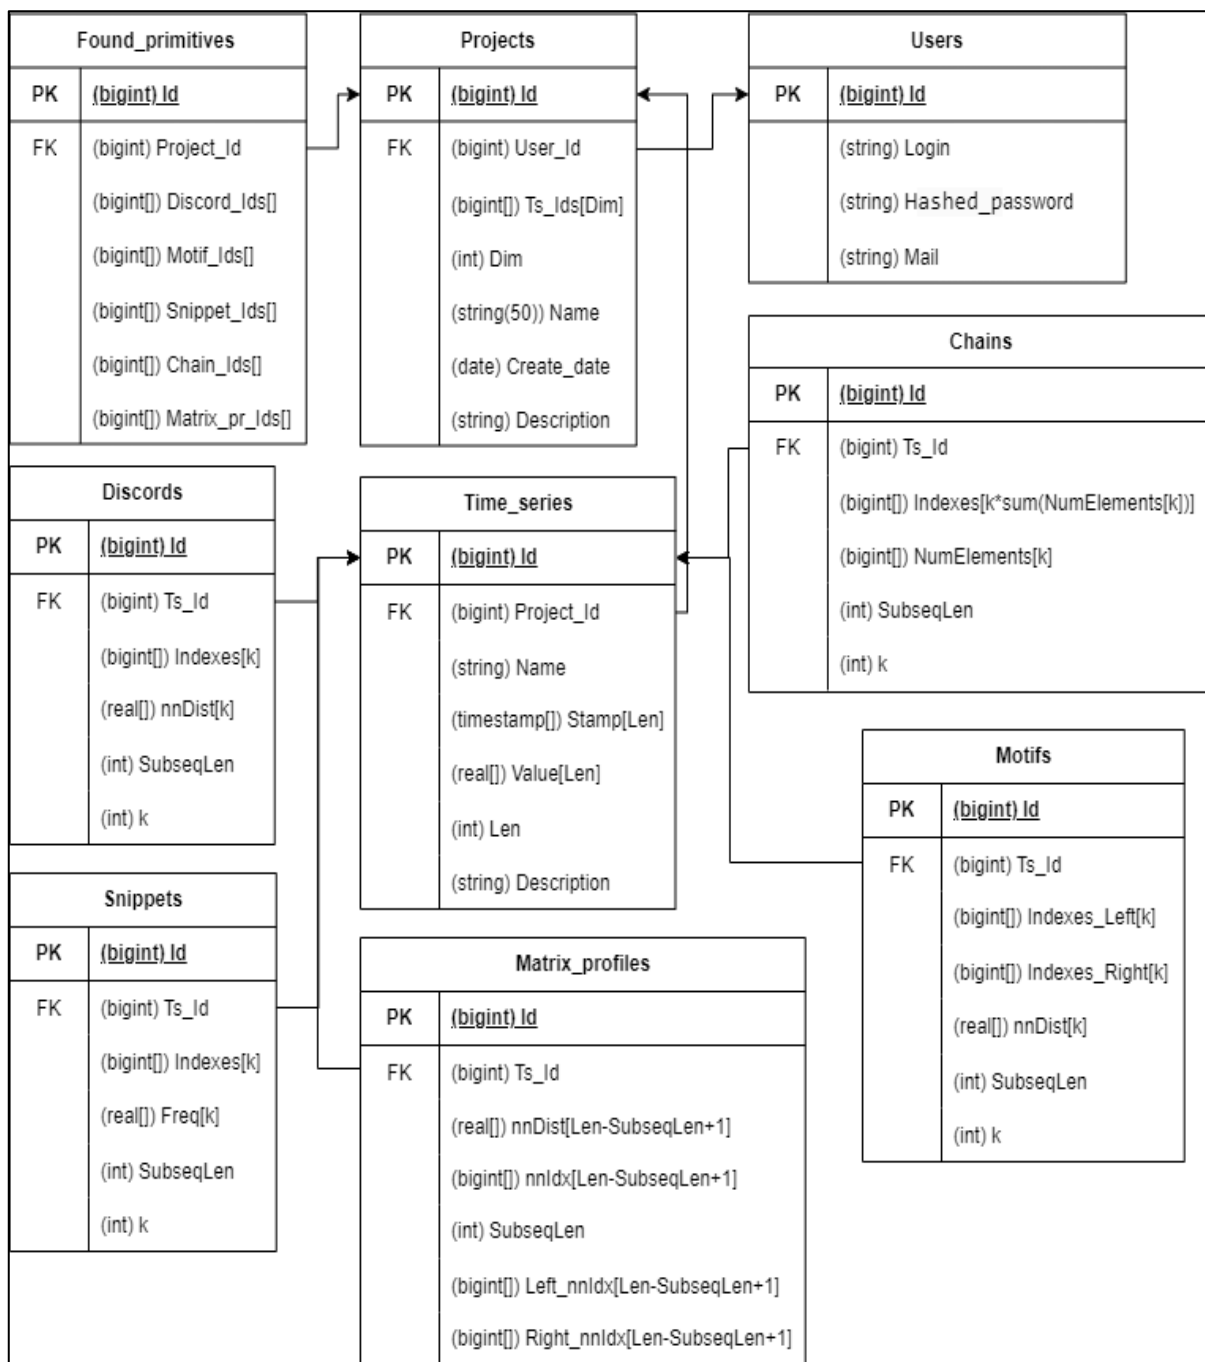 Found_primitives
PK (bigint) Id
FK (bigint) Project_Id
(bigint[]) Discord_Ids[]
(bigint[]) Motif_Ids[]
(bigint[]) Snippet_Ids[]
(bigint[]) Chain_Ids[]
(bigint[]) Matrix_pr_Ids[]
Projects
PK (bigint) Id
FK (bigint) User_Id
(bigint[]) Ts_Ids[Dim]
(int) Dim
(string(50)) Name
(date) Create_date
(string) Description
Users
PK (bigint) Id
(string) Login
(string) Hashed_password
(string) Mail
Chains
PK (bigint) Id
FK (bigint) Ts_Id
(bigint[]) Indexes[k*sum(NumElements[k])]
(bigint[]) NumElements[k]
(int) SubseqLen
(int) k
Discords
PK (bigint) Id
FK (bigint) Ts_Id
(bigint[]) Indexes[k]
(real[]) nnDist[k]
(int) SubseqLen
(int) k
Time_series
PK (bigint) Id
FK (bigint) Project_Id
(string) Name
(timestamp[]) Stamp[Len]
(real[]) Value[Len]
(int) Len
(string) Description
Motifs
PK (bigint) Id
FK (bigint) Ts_Id
(bigint[]) Indexes_Left[k]
(bigint[]) Indexes_Right[k]
(real[]) nnDist[k]
(int) SubseqLen
(int) k
Snippets
PK (bigint) Id
FK (bigint) Ts_Id
(bigint[]) Indexes[k]
(real[]) Freq[k]
(int) SubseqLen
(int) k
Matrix_profiles
PK (bigint) Id
FK (bigint) Ts_Id
(real[]) nnDist[Len-SubseqLen+1]
(bigint[]) nnIdx[Len-SubseqLen+1]
(int) SubseqLen
(bigint[]) Left_nnIdx[Len-SubseqLen+1]
(bigint[]) Right_nnIdx[Len-SubseqLen+1]